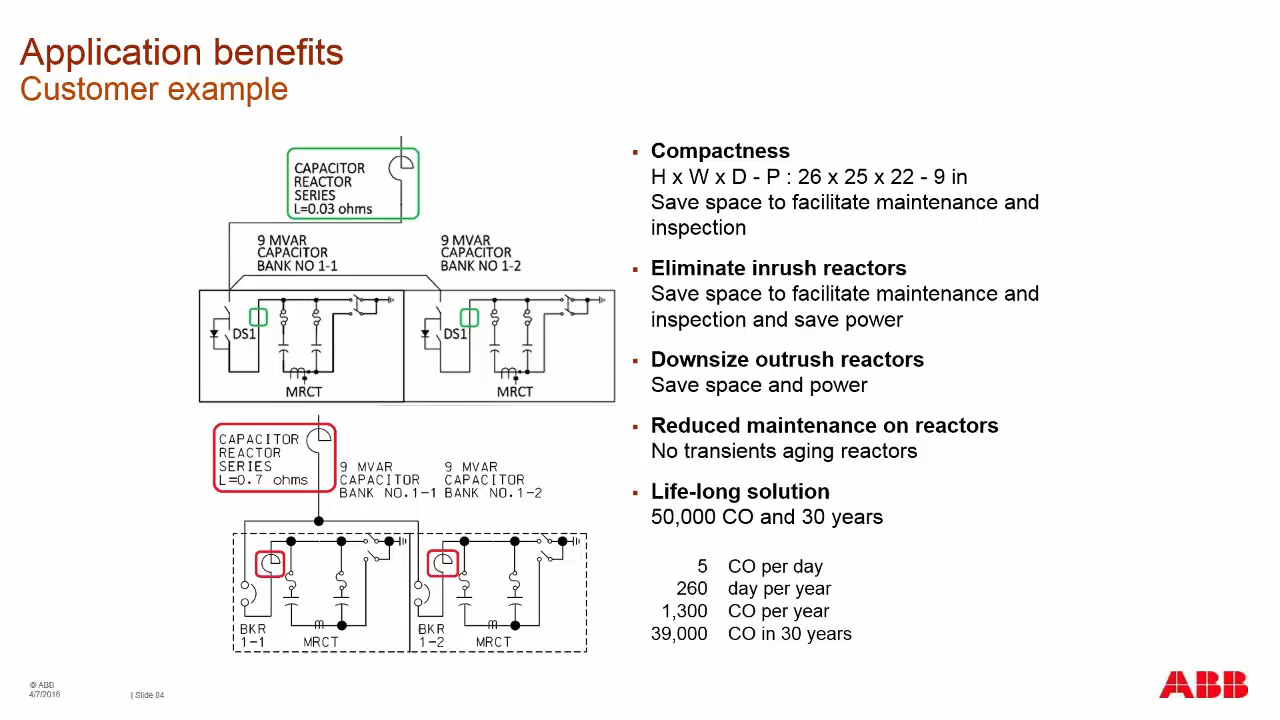 Application benefits
Customer example
CAPACITOR
REACTOR
SERIES
L=0.03 ohms
9 MVAR
CAPACITOR
BANK NO 1-1
9 MVAR
CAPACITOR
BANK NO 1-2
DS1
DS1
MRCT
MRCT
CAPACITOR
REACTOR
SERIES
L=0.7 ohms
9 MVAR
CAPACITOR
BANK NO.1-1
9 MVAR
CAPACITOR
BANK NO.1-2
BKR
1-1
MRCT
BKR
1-2
MRCT
▪ Compactness
H x W x D - P : 26 x 25 x 22 - 9 in
Save space to facilitate maintenance and
inspection
▪ Eliminate inrush reactors
Save space to facilitate maintenance and
inspection and save power
▪ Downsize outrush reactors
Save space and power
▪ Reduced maintenance on reactors
No transients aging reactors
▪ Life-long solution
50,000 CO and 30 years
5 CO per day
260 day per year
1,300 CO per year
39,000 CO in 30 years
© ABB
4/7/2016
| Slide 84
ABB